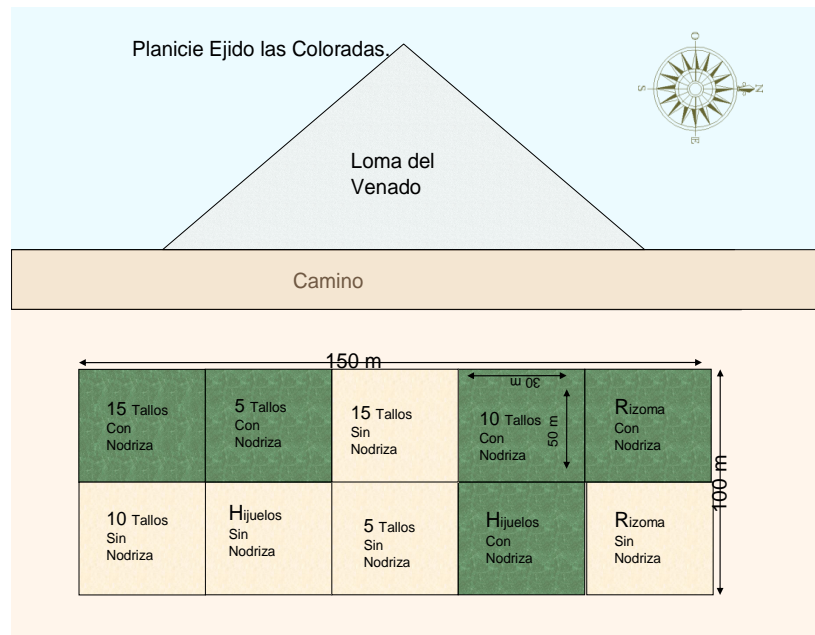 Planicie Ejido las Coloradas.
O
S
N
E
Loma del
Venado
Camino
150 m
30 m
50 m
100 m
15 Tallos
Con
Nodriza
5 Tallos
Con
Nodriza
15 Tallos
Sin
Nodriza
10 Tallos
Con
Nodriza
Rizoma
Con
Nodriza
10 Tallos
Sin
Nodriza
Hijuelos
Sin
Nodriza
5 Tallos
Sin
Nodriza
Hijuelos
Con
Nodriza
Rizoma
Sin
Nodriza